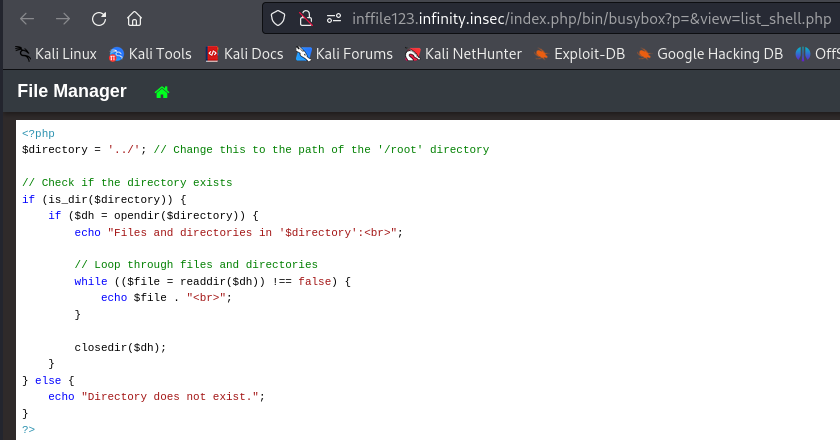 inffile123.infinity.insec/index.php/bin/busybox?p=&view=list_shell.php
Kali Linux Kali Tools Kali Docs Kali Forums Kali NetHunter Exploit-DB Google Hacking DB OffS
File Manager
<?php
$directory = '../'; // Change this to the path of the '/root' directory
// Check if the directory exists
if (is_dir($directory)) {
    if ($dh = opendir($directory)) {
        echo "Files and directories in '$directory':<br>";
        // Loop through files and directories
        while (($file = readdir($dh)) !== false) {
            echo $file . "<br>";
        }
        closedir($dh);
    }
} else {
    echo "Directory does not exist.";
}
?>